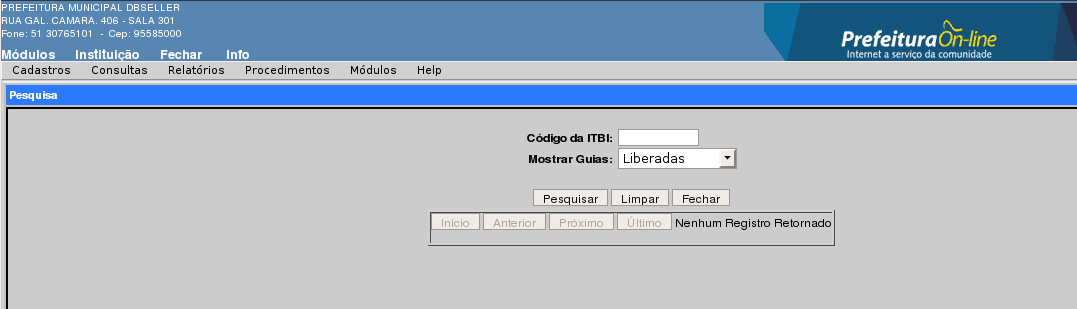 PREFEITURA MUNICIPAL DBSELLER
RUA GAL. CAMARA. 406 - SALA 301
Fone: 51 30765101 - Cep: 95585000
PrefeituraOn-line
Internet a serviço da comunidade
Módulos Instituição Fechar Info
Cadastros Consultas Relatórios Procedimentos Módulos Help
Pesquisa
Código da ITBI:
Mostrar Guias: Liberadas
Pesquisar Limpar Fechar
Início Anterior Próximo Último Nenhum Registro Retornado